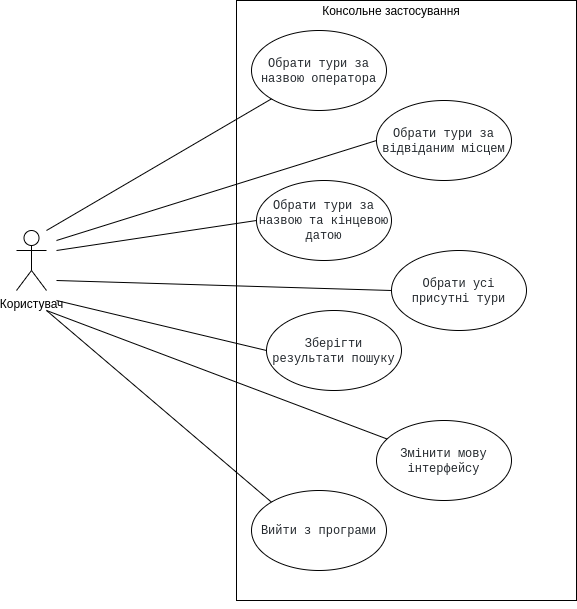 Консольне застосування
Обрати тури за
назвою оператора
Обрати тури за
відвіданим місцем
Обрати тури за
назвою та кінцевою
датою
Обрати усі
присутні тури
Користувач
Зберігти
результати пошуку
Змінити мову
інтерфейсу
Вийти з програми